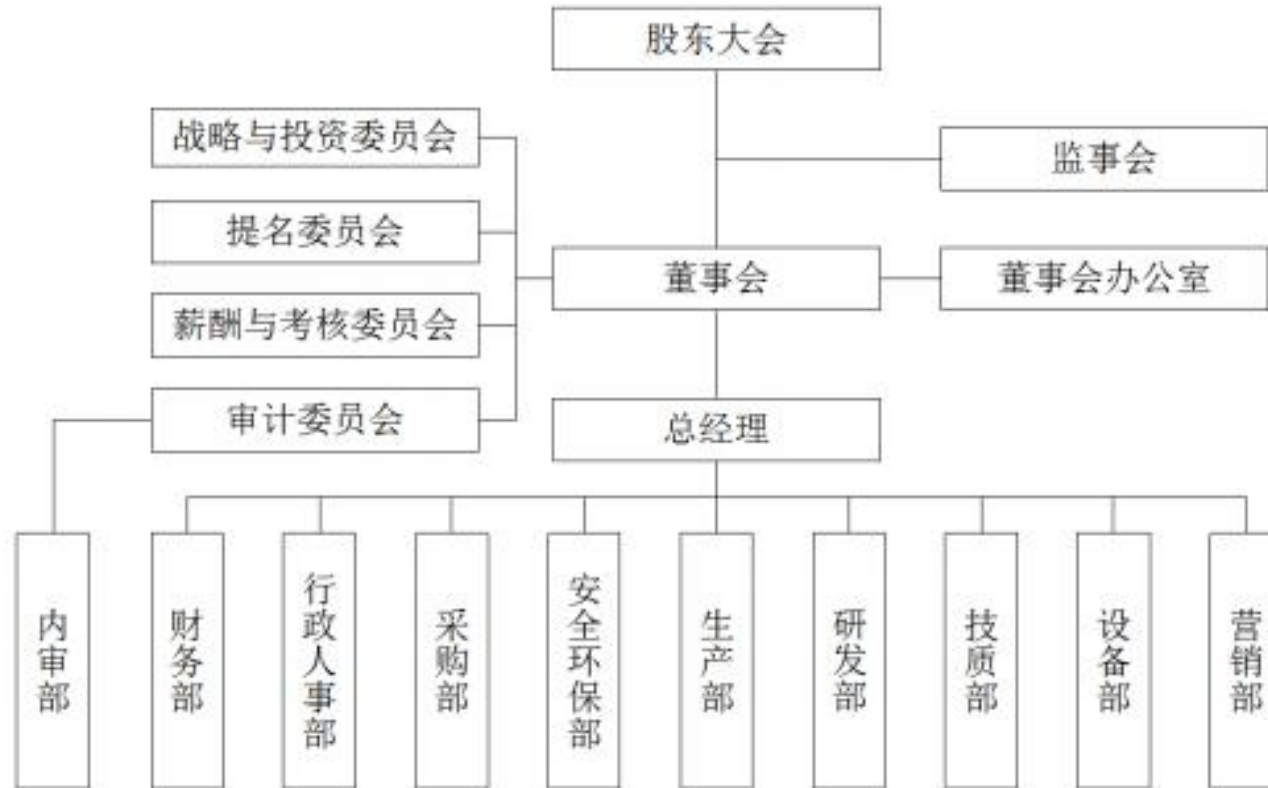 股东大会
战略与投资委员会
监事会
提名委员会
董事会
董事会办公室
薪酬与考核委员会
审计委员会
总经理
内审部
财务部
行政人事部
采购部
安全环保部
生产部
研发部
技质部
设备部
营销部